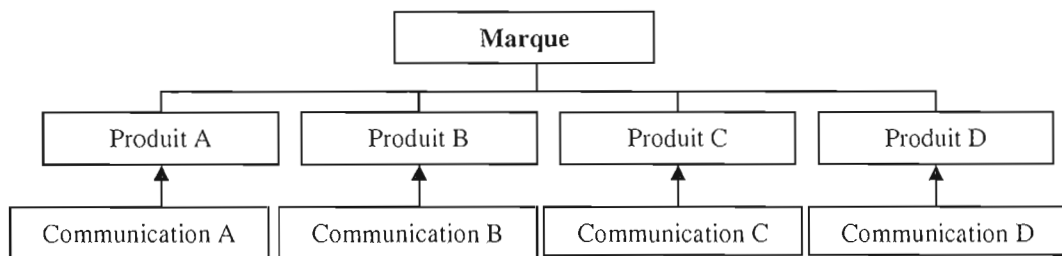 Marque
Produit A
Produit B
Produit C
Produit D
Communication A
Communication B
Communication C
Communication D